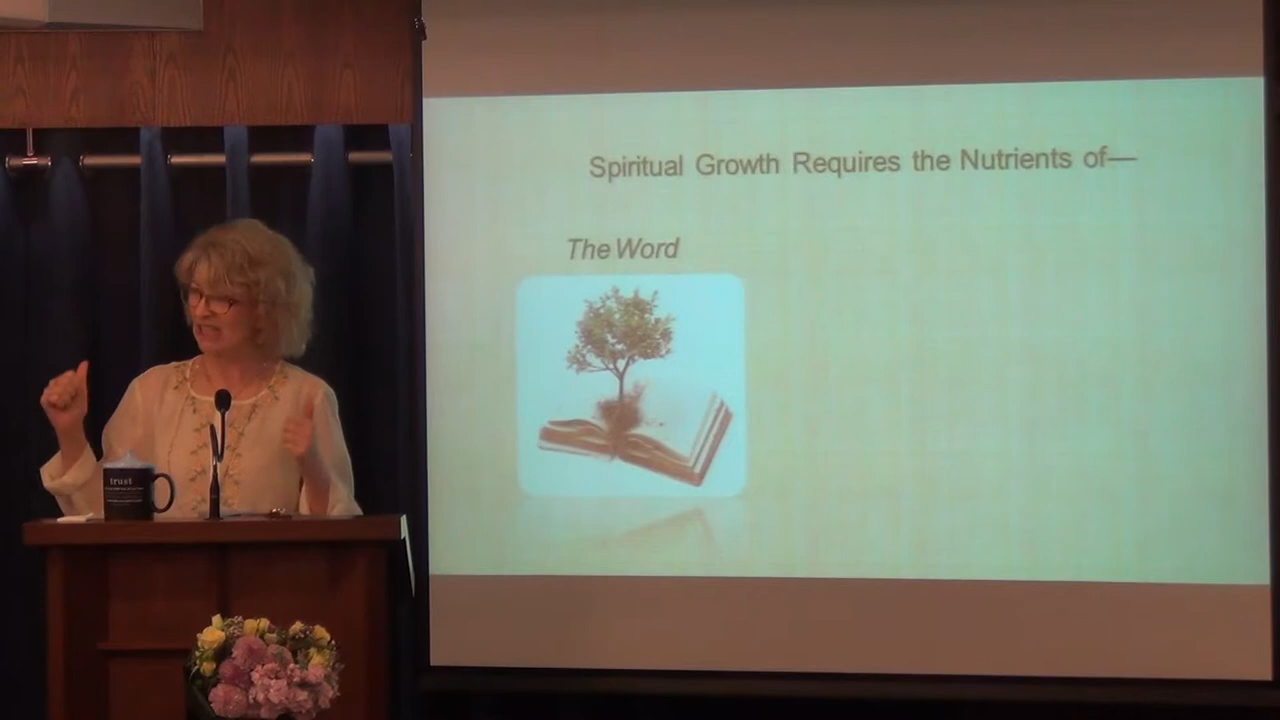 Spiritual Growth Requires the Nutrients of—
The Word
trust